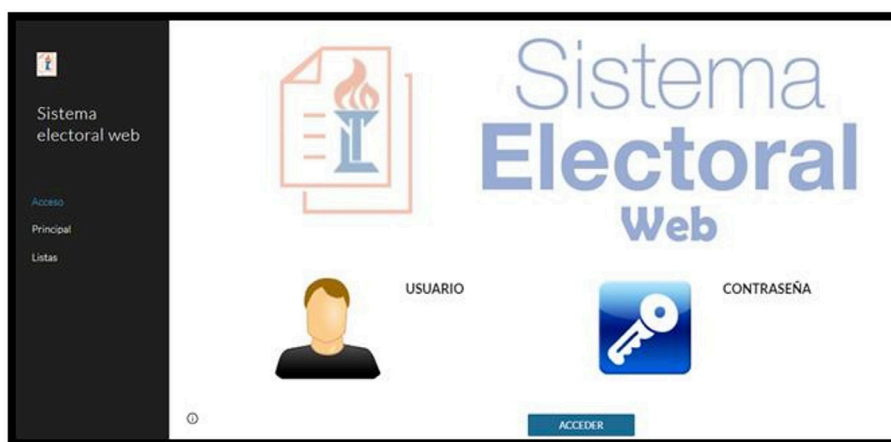 Sistema
electoral web
Acceso
Principal
Listas
Sistema
Electoral
Web
USUARIO
CONTRASEÑA
ACCEDER